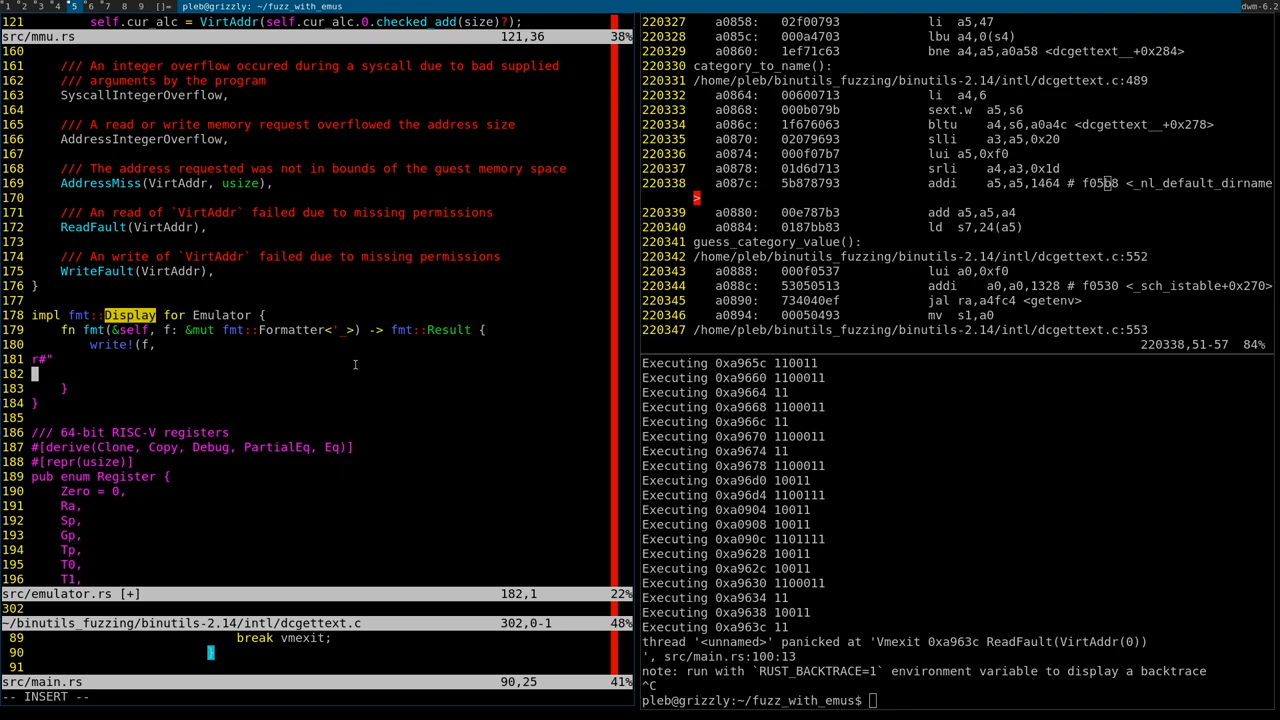 1 2 3 4 5 6 7 8 9 []= pleb@grizzly: ~/fuzz_with_emus dwm-6.2
121 self.cur_alc = VirtAddr(self.cur_alc.0.checked_add(size)?);
src/mmu.rs 121,36 38%
160
161 /// An integer overflow occured during a syscall due to bad supplied
162 /// arguments by the program
163 SyscallIntegerOverflow,
164
165 /// A read or write memory request overflowed the address size
166 AddressIntegerOverflow,
167
168 /// The address requested was not in bounds of the guest memory space
169 AddressMiss(VirtAddr, usize),
170
171 /// An read of `VirtAddr` failed due to missing permissions
172 ReadFault(VirtAddr),
173
174 /// An write of `VirtAddr` failed due to missing permissions
175 WriteFault(VirtAddr),
176 }
177
178 impl fmt::Display for Emulator {
179 fn fmt(&self, f: &mut fmt::Formatter<'_>) -> fmt::Result {
180 write!(f,
181 r#"
182
183 }
184 }
185
186 /// 64-bit RISC-V registers
187 #[derive(Clone, Copy, Debug, PartialEq, Eq)]
188 #[repr(usize)]
189 pub enum Register {
190 Zero = 0,
191 Ra,
192 Sp,
193 Gp,
194 Tp,
195 T0,
196 T1,
src/emulator.rs [+] 182,1 22%
302
~/binutils_fuzzing/binutils-2.14/intl/dcgettext.c 302,0-1 48%
89 break vmexit;
90 }
91
src/main.rs 90,25 41%
-- INSERT --
220327 a0858: 02f00793 li a5,47
220328 a085c: 000a4703 lbu a4,0(s4)
220329 a0860: 1ef71c63 bne a4,a5,a0a58 <dcgettext__+0x284>
220330 category_to_name():
220331 /home/pleb/binutils_fuzzing/binutils-2.14/intl/dcgettext.c:489
220332 a0864: 00600713 li a4,6
220333 a0868: 000b079b sext.w a5,s6
220334 a086c: 1f676063 bltu a4,s6,a0a4c <dcgettext__+0x278>
220335 a0870: 02079693 slli a3,a5,0x20
220336 a0874: 000f07b7 lui a5,0xf0
220337 a0878: 01d6d713 srli a4,a3,0x1d
220338 a087c: 5b878793 addi a5,a5,1464 # f05b8 <_nl_default_dirname
>
220339 a0880: 00e787b3 add a5,a5,a4
220340 a0884: 0187bb83 ld s7,24(a5)
220341 guess_category_value():
220342 /home/pleb/binutils_fuzzing/binutils-2.14/intl/dcgettext.c:552
220343 a0888: 000f0537 lui a0,0xf0
220344 a088c: 53050513 addi a0,a0,1328 # f0530 <_sch_istable+0x270>
220345 a0890: 734040ef jal ra,a4fc4 <getenv>
220346 a0894: 00050493 mv s1,a0
220347 /home/pleb/binutils_fuzzing/binutils-2.14/intl/dcgettext.c:553
220338,51-57 84%
Executing 0xa965c 110011
Executing 0xa9660 1100011
Executing 0xa9664 11
Executing 0xa9668 1100011
Executing 0xa966c 11
Executing 0xa9670 1100011
Executing 0xa9674 11
Executing 0xa9678 1100011
Executing 0xa96d0 10011
Executing 0xa96d4 1100111
Executing 0xa0904 10011
Executing 0xa0908 10011
Executing 0xa090c 1101111
Executing 0xa9628 10011
Executing 0xa962c 10011
Executing 0xa9630 1100011
Executing 0xa9634 11
Executing 0xa9638 10011
Executing 0xa963c 11
thread '<unnamed>' panicked at 'Vmexit 0xa963c ReadFault(VirtAddr(0))
', src/main.rs:100:13
note: run with `RUST_BACKTRACE=1` environment variable to display a backtrace
^C
pleb@grizzly:~/fuzz_with_emus$